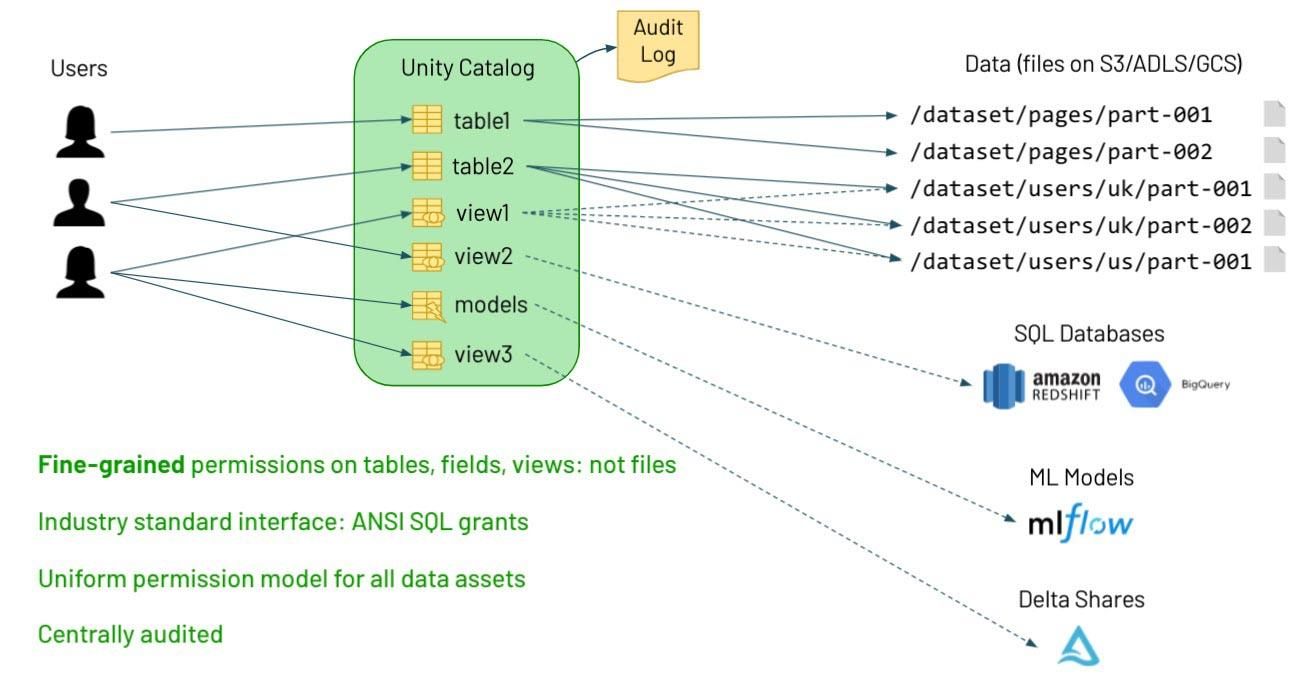 Users
Unity Catalog
Audit
Log
Data (files on S3/ADLS/GCS)
table1
table2
view1
view2
models
view3
/dataset/pages/part-001
/dataset/pages/part-002
/dataset/users/uk/part-001
/dataset/users/uk/part-002
/dataset/users/us/part-001
SQL Databases
amazon
REDSHIFT
BigQuery
ML Models
mlflow
Delta Shares
Fine-grained permissions on tables, fields, views: not files
Industry standard interface: ANSI SQL grants
Uniform permission model for all data assets
Centrally audited